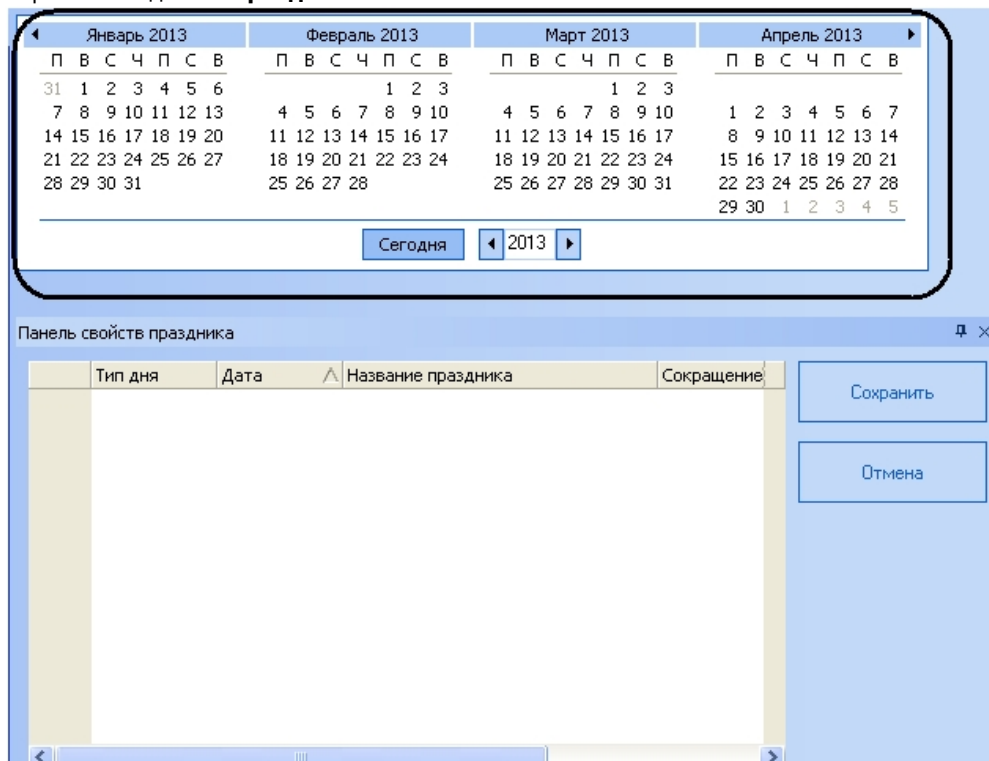 Январь 2013 Февраль 2013 Март 2013 Апрель 2013
П В С Ч П С В П В С Ч П С В П В С Ч П С В П В С Ч П С В
31 1 2 3 4 5 6 1 2 3 1 2 3
7 8 9 10 11 12 13 4 5 6 7 8 9 10 4 5 6 7 8 9 10 1 2 3 4 5 6 7
14 15 16 17 18 19 20 11 12 13 14 15 16 17 11 12 13 14 15 16 17 8 9 10 11 12 13 14
21 22 23 24 25 26 27 18 19 20 21 22 23 24 18 19 20 21 22 23 24 15 16 17 18 19 20 21
28 29 30 31 25 26 27 28 25 26 27 28 29 30 31 22 23 24 25 26 27 28
29 30 1 2 3 4 5
Сегодня 2013
Панель свойств праздника
Тип дня Дата Название праздника Сокращение
Сохранить
Отмена